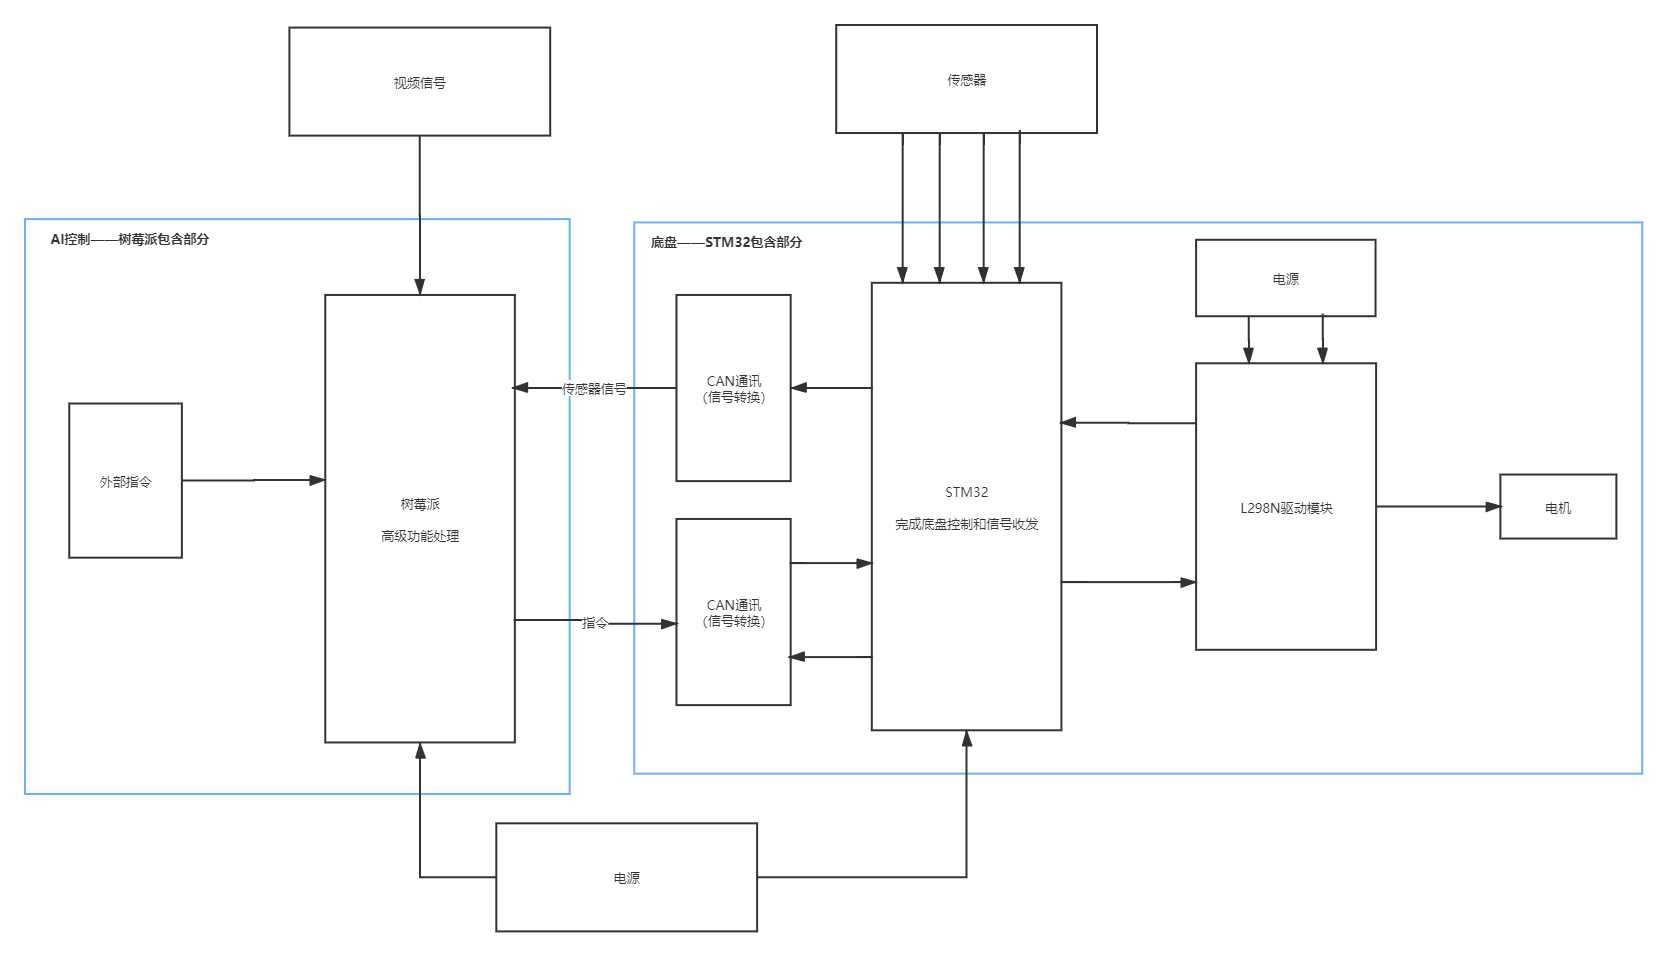 视频信号
传感器
AI控制——树莓派包含部分
底盘——STM32包含部分
电源
CAN通讯
（信号转换）
传感器信号
外部指令
树莓派
高级功能处理
STM32
完成底盘控制和信号收发
L298N驱动模块
电机
CAN通讯
（信号转换）
指令
电源